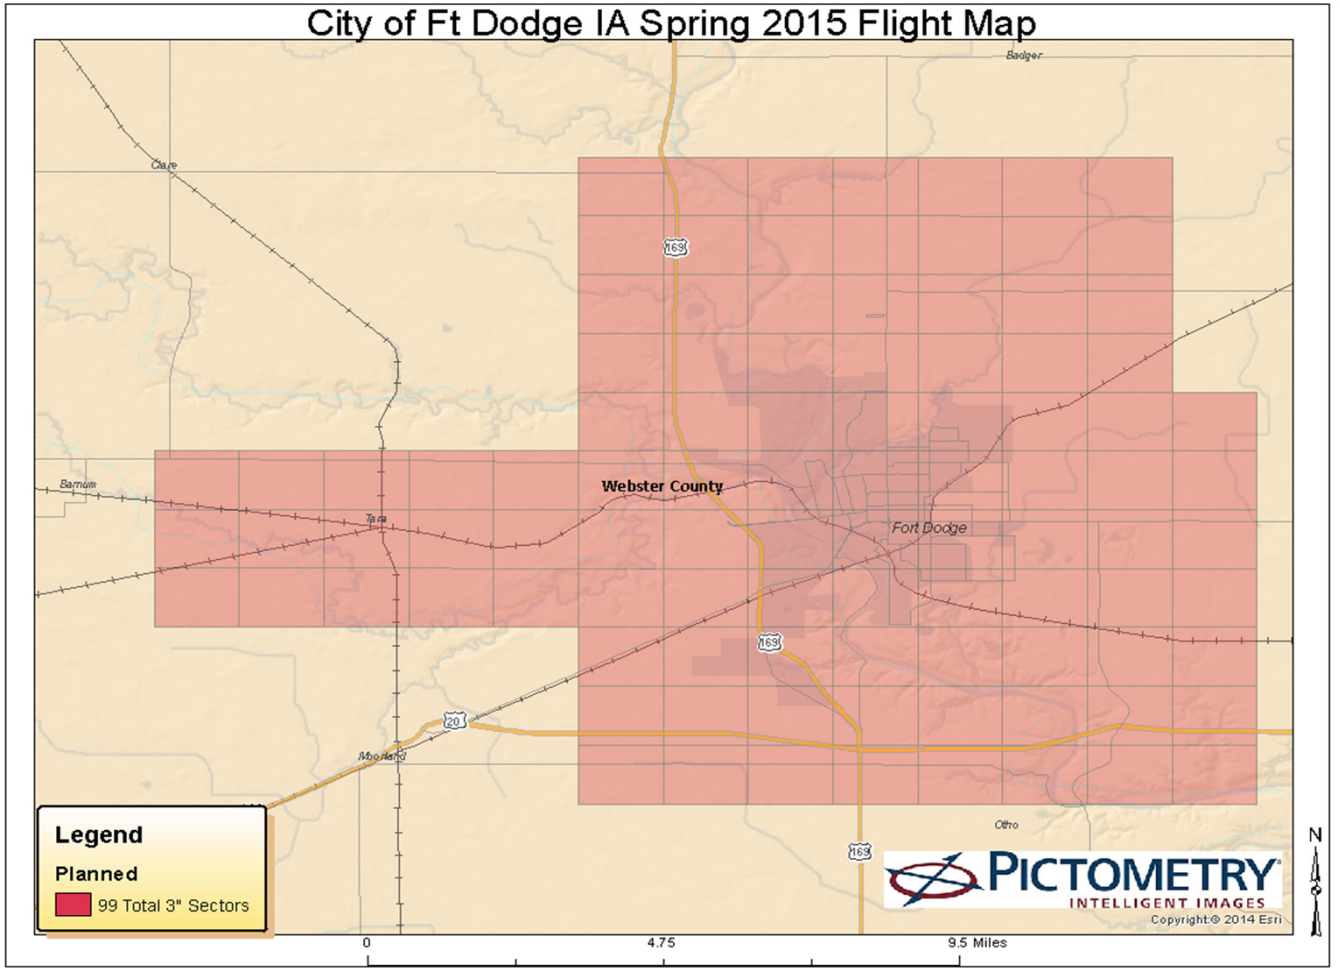 City of Ft Dodge IA Spring 2015 Flight Map
Badger
Clare
169
Webster County
Barnum
Tara
Fort Dodge
169
20
Moorland
Otho
169
Legend
Planned
99 Total 3" Sectors
PICTOMETRY
INTELLIGENT IMAGES
Copyright:© 2014 Esri
N
0 4.75 9.5 Miles